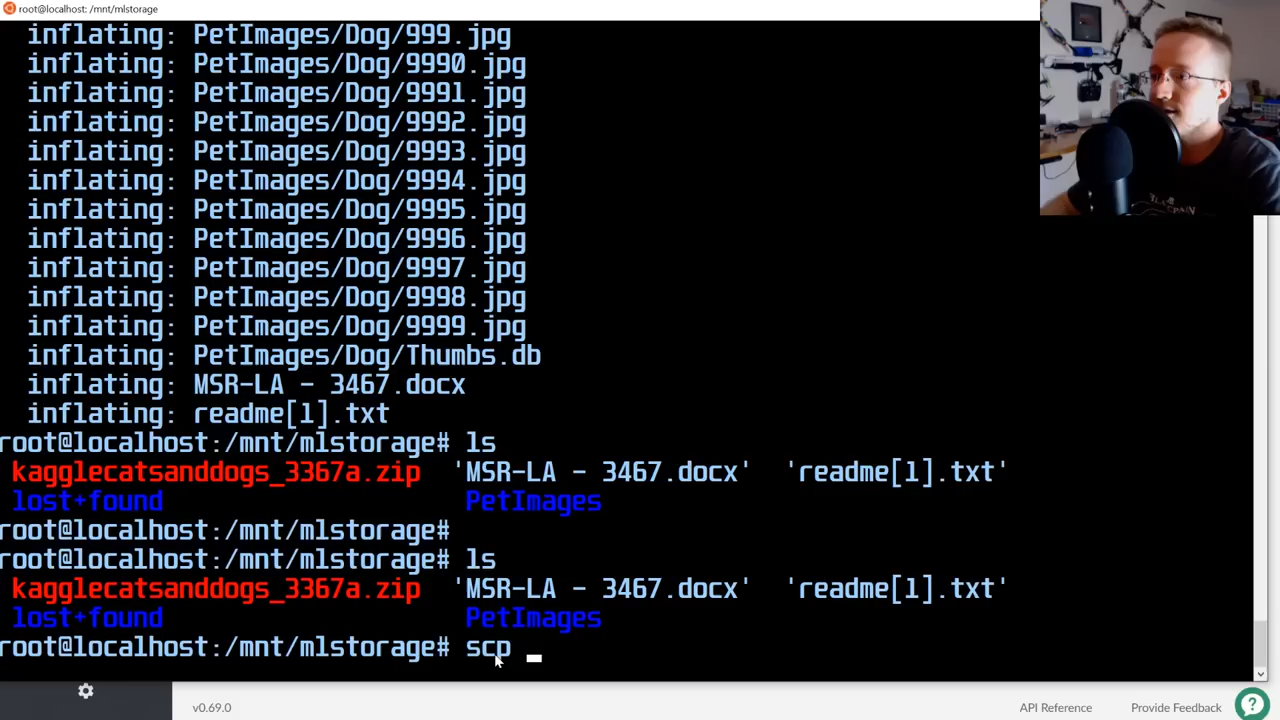 root@localhost: /mnt/mlstorage
inflating: PetImages/Dog/999.jpg
inflating: PetImages/Dog/9990.jpg
inflating: PetImages/Dog/9991.jpg
inflating: PetImages/Dog/9992.jpg
inflating: PetImages/Dog/9993.jpg
inflating: PetImages/Dog/9994.jpg
inflating: PetImages/Dog/9995.jpg
inflating: PetImages/Dog/9996.jpg
inflating: PetImages/Dog/9997.jpg
inflating: PetImages/Dog/9998.jpg
inflating: PetImages/Dog/9999.jpg
inflating: PetImages/Dog/Thumbs.db
inflating: MSR-LA - 3467.docx
inflating: readme[1].txt
root@localhost:/mnt/mlstorage# ls
kagglecatsanddogs_3367a.zip 'MSR-LA - 3467.docx' 'readme[1].txt'
lost+found PetImages
root@localhost:/mnt/mlstorage#
root@localhost:/mnt/mlstorage# ls
kagglecatsanddogs_3367a.zip 'MSR-LA - 3467.docx' 'readme[1].txt'
lost+found PetImages
root@localhost:/mnt/mlstorage# scp
v0.69.0 API Reference Provide Feedback ?